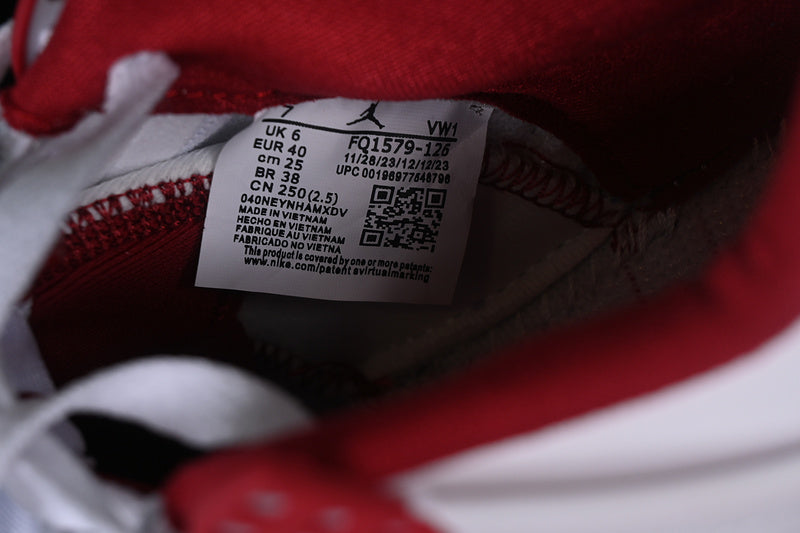 7
VW1
UK 6
EUR 40
cm 25
BR 38
CN 250 (2.5)
FQ1579-126
11/28/23/12/12/23
UPC 00196977548796
040NEYNHAMXDV
MADE IN VIETNAM
HECHO EN VIETNAM
FABRIQUE AU VIETNAM
FABRICADO NO VIETNA
This product is covered by one or more patents:
www.nike.com/patent svirtualmarking